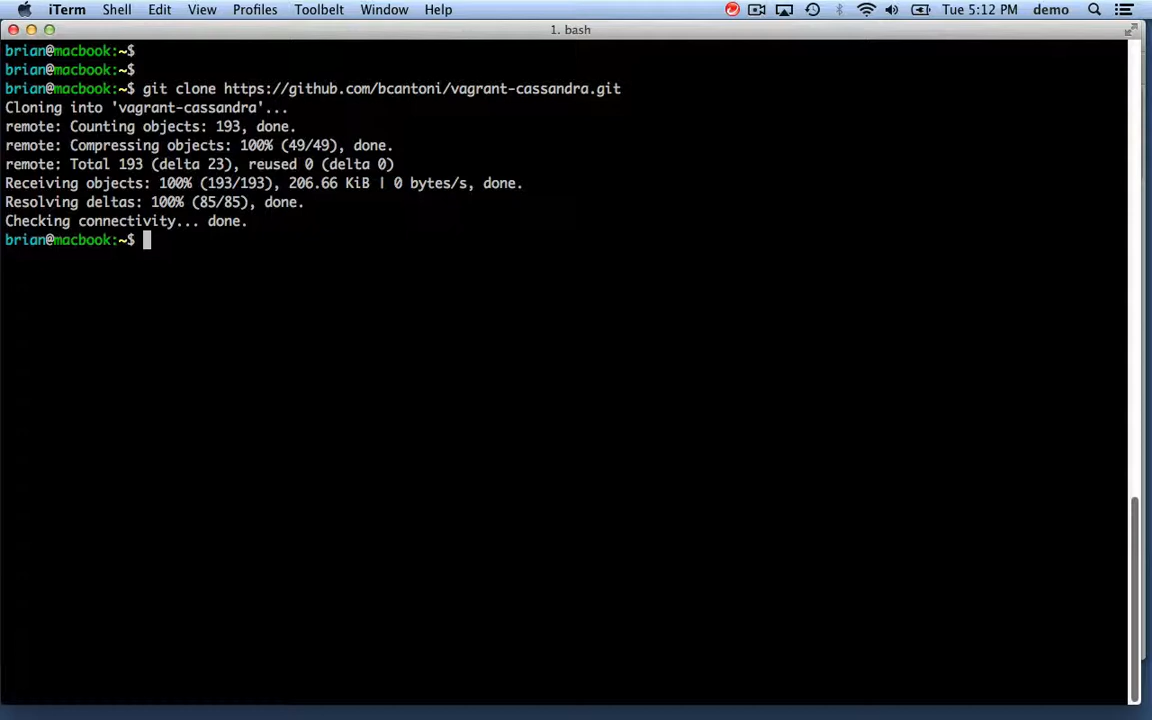 iTerm Shell Edit View Profiles Toolbelt Window Help Tue 5:12 PM demo
1. bash
brian@macbook:~$
brian@macbook:~$
brian@macbook:~$ git clone https://github.com/bcantoni/vagrant-cassandra.git
Cloning into 'vagrant-cassandra'...
remote: Counting objects: 193, done.
remote: Compressing objects: 100% (49/49), done.
remote: Total 193 (delta 23), reused 0 (delta 0)
Receiving objects: 100% (193/193), 206.66 KiB | 0 bytes/s, done.
Resolving deltas: 100% (85/85), done.
Checking connectivity... done.
brian@macbook:~$